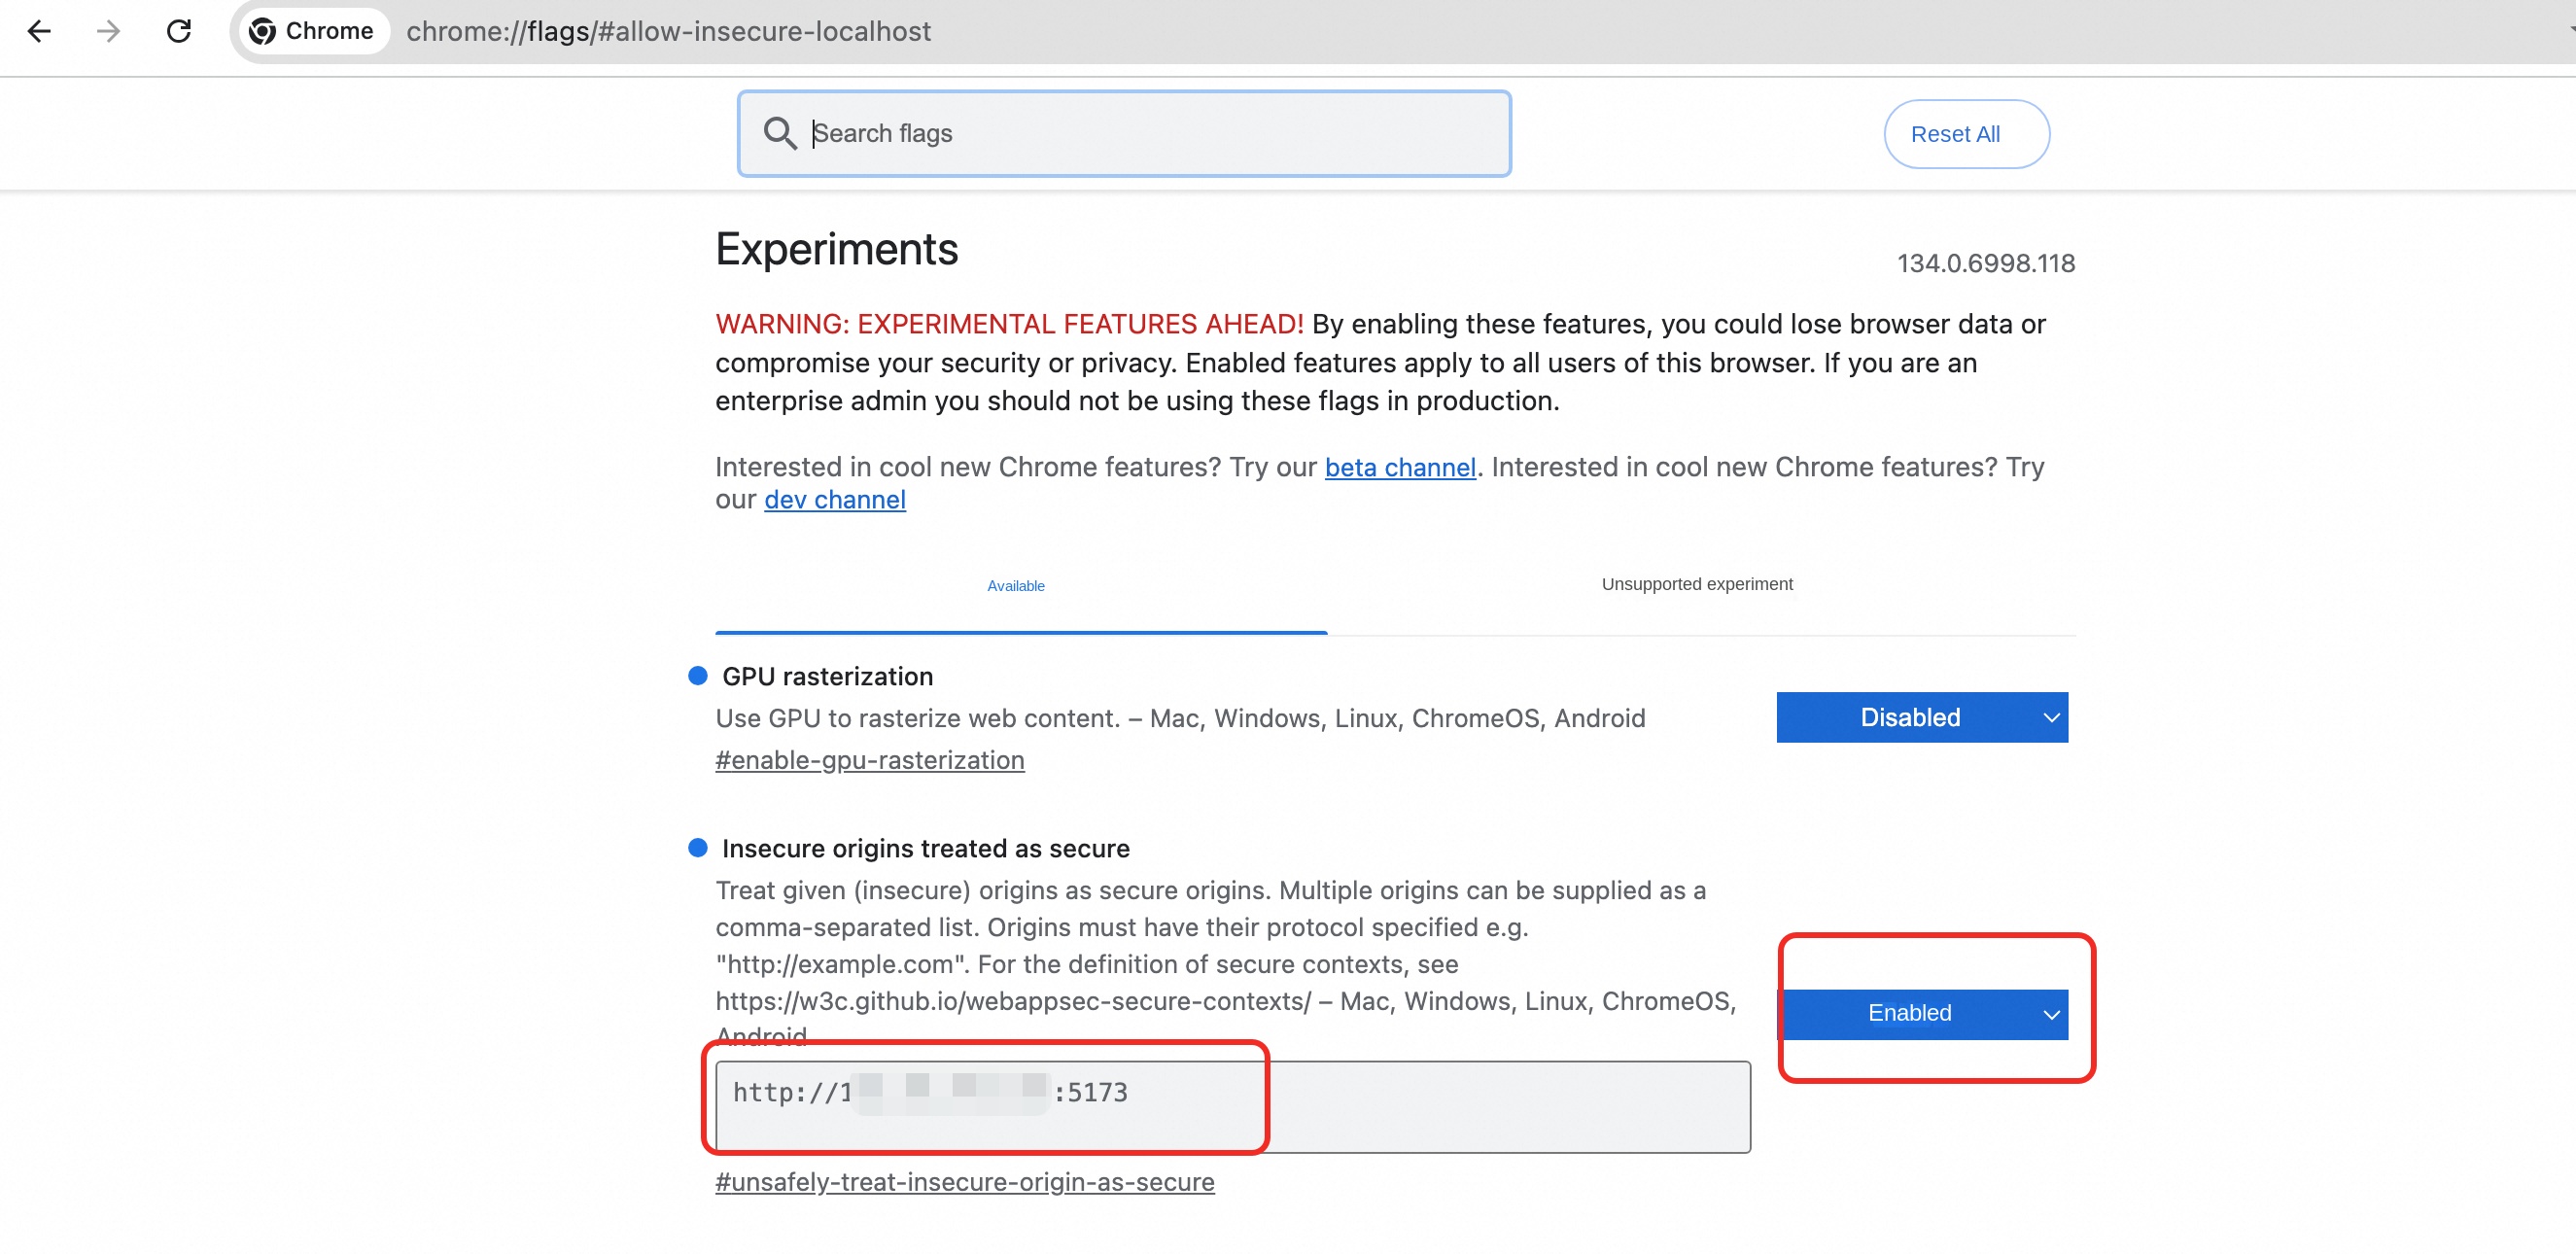 Chrome chrome://flags/#allow-insecure-localhost
Search flags
Reset All
Experiments
134.0.6998.118
WARNING: EXPERIMENTAL FEATURES AHEAD! By enabling these features, you could lose browser data or
compromise your security or privacy. Enabled features apply to all users of this browser. If you are an
enterprise admin you should not be using these flags in production.
Interested in cool new Chrome features? Try our beta channel. Interested in cool new Chrome features? Try
our dev channel
Available
Unsupported experiment
GPU rasterization
Use GPU to rasterize web content. – Mac, Windows, Linux, ChromeOS, Android
#enable-gpu-rasterization
Disabled
Insecure origins treated as secure
Treat given (insecure) origins as secure origins. Multiple origins can be supplied as a
comma-separated list. Origins must have their protocol specified e.g.
"http://example.com". For the definition of secure contexts, see
https://w3c.github.io/webappsec-secure-contexts/ – Mac, Windows, Linux, ChromeOS,
Android
Enabled
http://1 :5173
#unsafely-treat-insecure-origin-as-secure